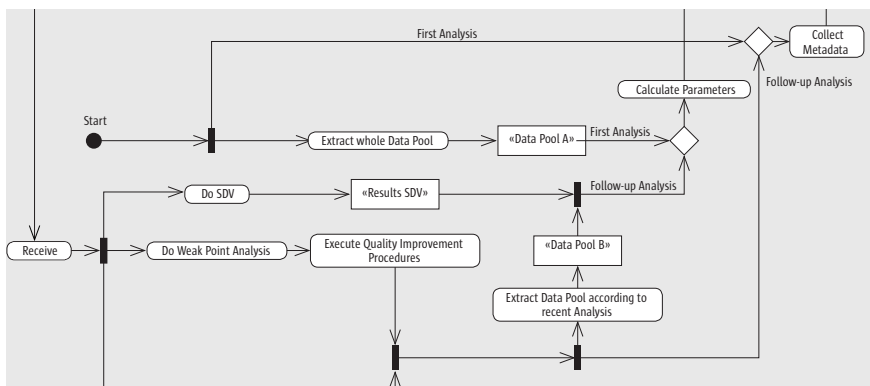 First Analysis
Collect
Metadata
Follow-up Analysis
Calculate Parameters
Start
Extract whole Data Pool
«Data Pool A»
First Analysis
Do SDV
«Results SDV»
Follow-up Analysis
Receive
Do Weak Point Analysis
Execute Quality Improvement
Procedures
«Data Pool B»
Extract Data Pool according to
recent Analysis